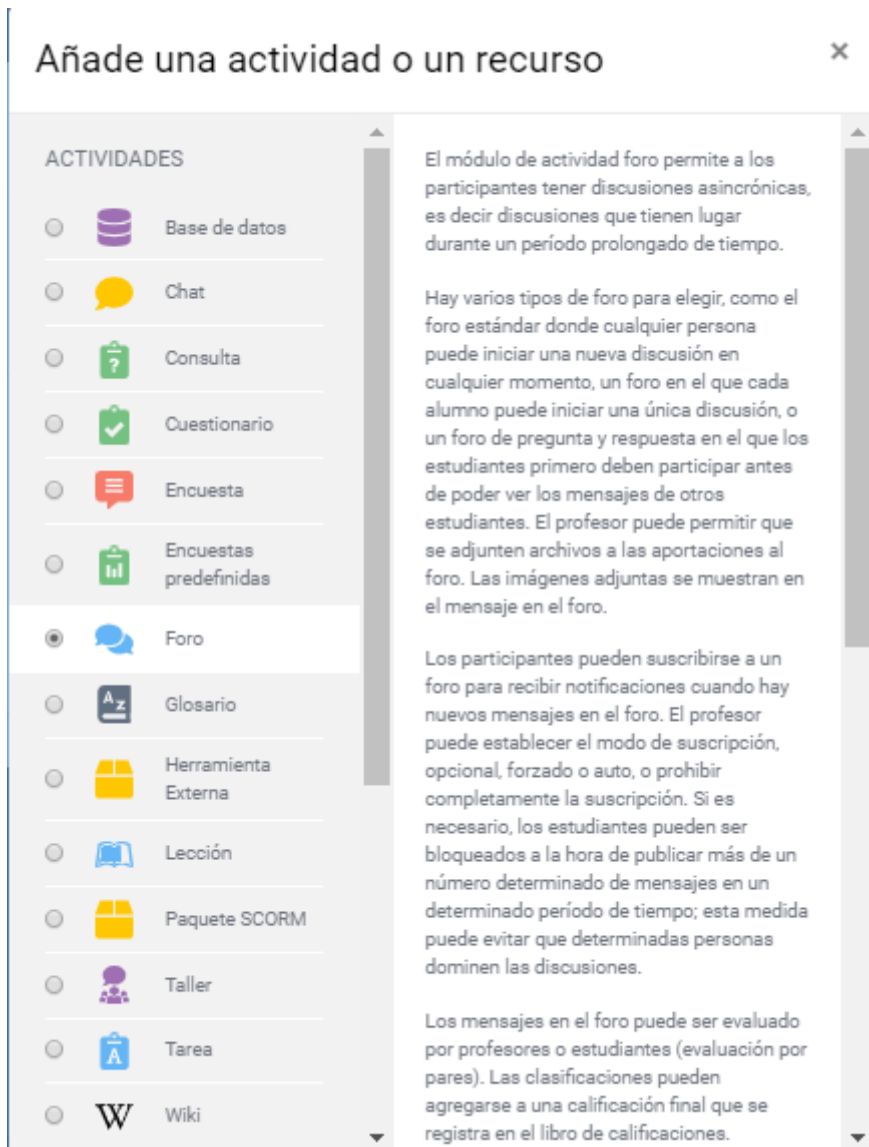 Añade una actividad o un recurso
×
ACTIVIDADES
Base de datos
Chat
Consulta
Cuestionario
Encuesta
Encuestas
predefinidas
Foro
Glosario
Herramienta
Externa
Lección
Paquete SCORM
Taller
Tarea
Wiki
El módulo de actividad foro permite a los
participantes tener discusiones asincrónicas,
es decir discusiones que tienen lugar
durante un período prolongado de tiempo.
Hay varios tipos de foro para elegir, como el
foro estándar donde cualquier persona
puede iniciar una nueva discusión en
cualquier momento, un foro en el que cada
alumno puede iniciar una única discusión, o
un foro de pregunta y respuesta en el que los
estudiantes primero deben participar antes
de poder ver los mensajes de otros
estudiantes. El profesor puede permitir que
se adjunten archivos a las aportaciones al
foro. Las imágenes adjuntas se muestran en
el mensaje en el foro.
Los participantes pueden suscribirse a un
foro para recibir notificaciones cuando hay
nuevos mensajes en el foro. El profesor
puede establecer el modo de suscripción,
opcional, forzado o auto, o prohibir
completamente la suscripción. Si es
necesario, los estudiantes pueden ser
bloqueados a la hora de publicar más de un
número determinado de mensajes en un
determinado período de tiempo; esta medida
puede evitar que determinadas personas
dominen las discusiones.
Los mensajes en el foro puede ser evaluado
por profesores o estudiantes (evaluación por
pares). Las clasificaciones pueden
agregarse a una calificación final que se
registra en el libro de calificaciones.